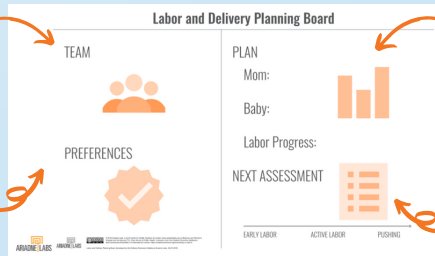 Labor and Delivery Planning Board
TEAM
PREFERENCES
PLAN
Mom:
Baby:
Labor Progress:
NEXT ASSESSMENT
EARLY LABOR ACTIVE LABOR PUSHING
ARIADNE LABS
ARIADNE LABS